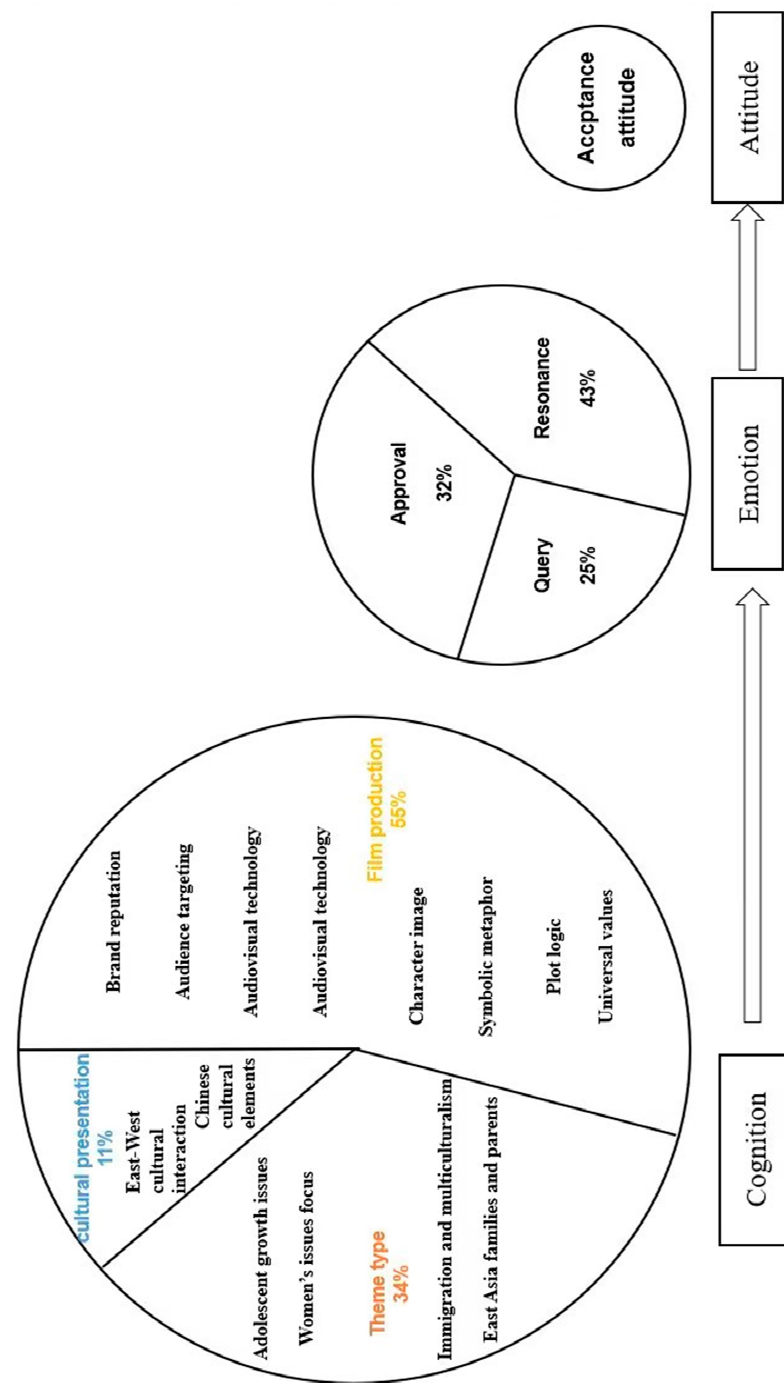 cultural presentation
11%
East-West
cultural
interaction
Chinese
cultural
elements
Brand reputation
Audience targeting
Audiovisual technology
Audiovisual technology
Film production
55%
Character image
Symbolic metaphor
Plot logic
Universal values
Adolescent growth issues
Women's issues focus
Theme type
34%
Immigration and multiculturalism
East Asia families and parents
Approval
32%
Query
25%
Resonance
43%
Accptance
attitude
Cognition
Emotion
Attitude